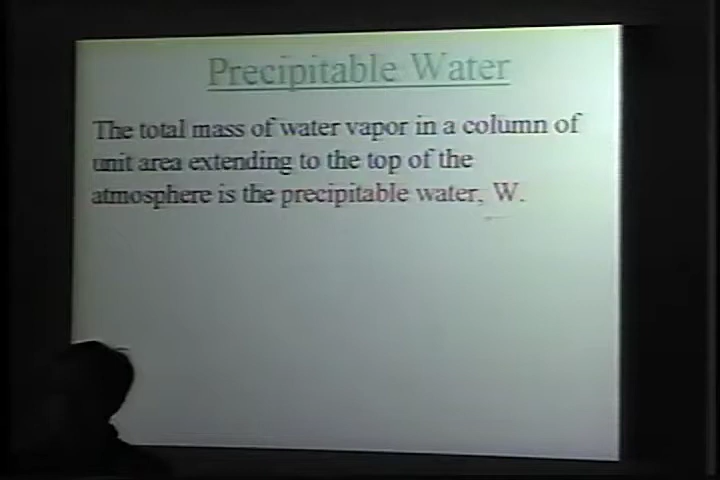 Precipitable Water
The total mass of water vapor in a column of
unit area extending to the top of the
atmosphere is the precipitable water, W.